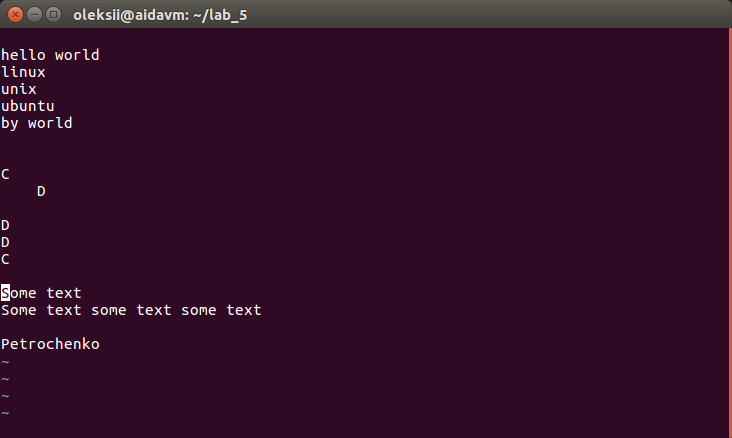 oleksii@aidavm: ~/lab_5
hello world
linux
unix
ubuntu
by world
C
    D
D
D
C
Some text
Some text some text some text
Petrochenko
~
~
~
~